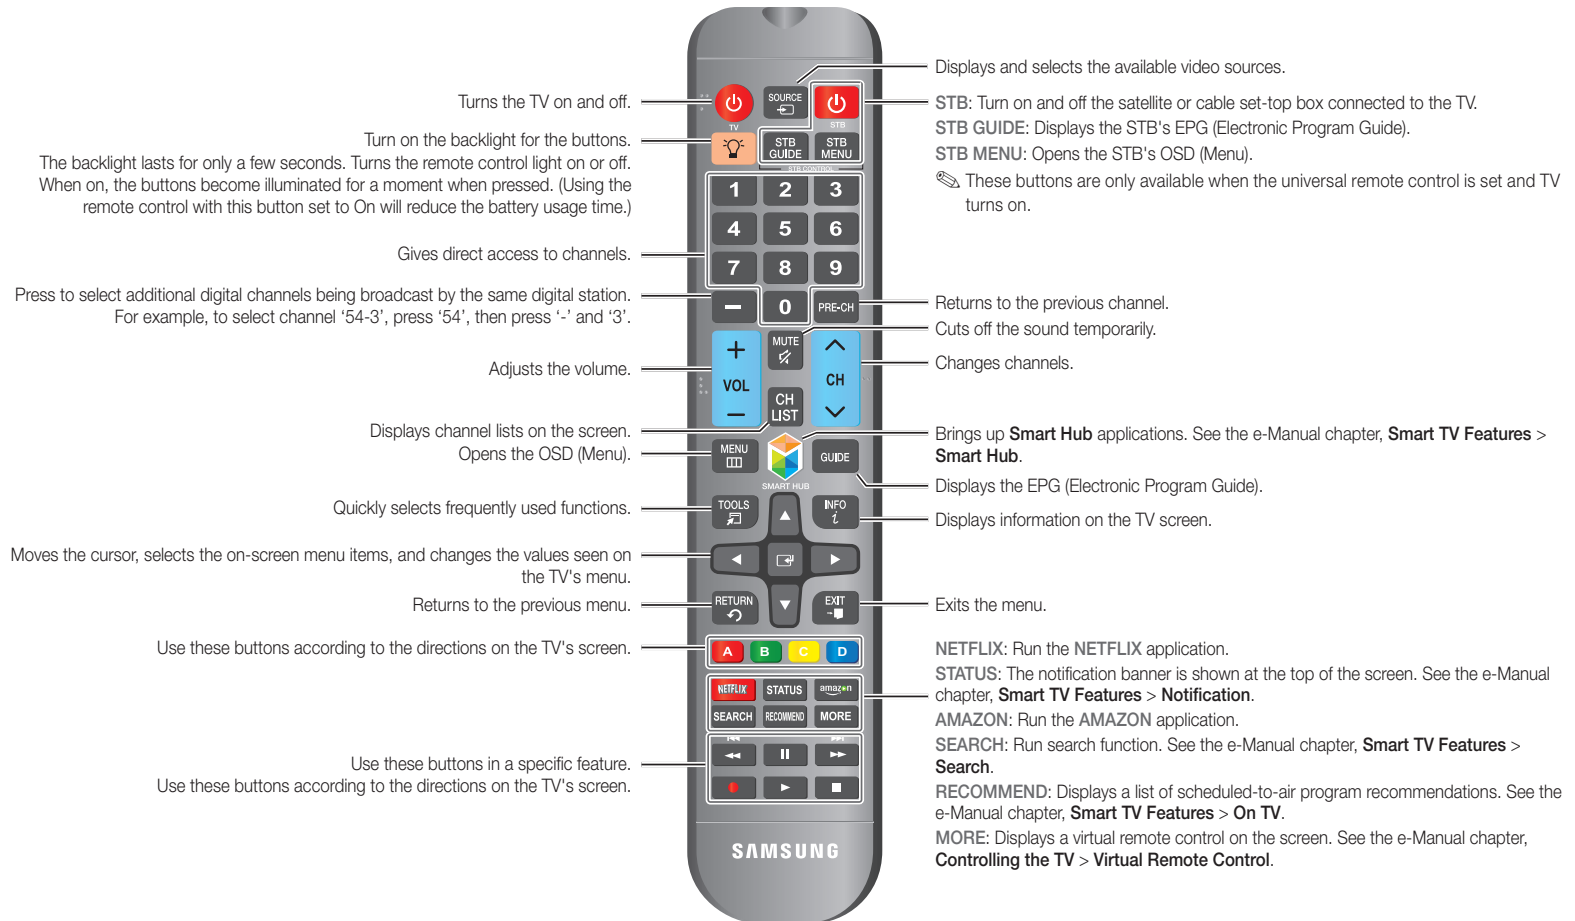 Turns the TV on and off.
Turn on the backlight for the buttons.
The backlight lasts for only a few seconds. Turns the remote control light on or off.
When on, the buttons become illuminated for a moment when pressed. (Using the
remote control with this button set to On will reduce the battery usage time.)
Gives direct access to channels.
Press to select additional digital channels being broadcast by the same digital station.
For example, to select channel ‘54-3’, press ‘54’, then press ‘-’ and ‘3’.
Adjusts the volume.
Displays channel lists on the screen.
Opens the OSD (Menu).
Quickly selects frequently used functions.
Moves the cursor, selects the on-screen menu items, and changes the values seen on
the TV's menu.
Returns to the previous menu.
Use these buttons according to the directions on the TV's screen.
Use these buttons in a specific feature.
Use these buttons according to the directions on the TV's screen.
TV
SOURCE
STB
STB
GUIDE
STB
MENU
STB CONTROL
1 2 3
4 5 6
7 8 9
– 0 PRE-CH
+
VOL
–
MUTE
CH
CH
LIST
MENU
SMART HUB
GUIDE
TOOLS
INFO
i
RETURN
EXIT
A B C D
NETFLIX STATUS amazon
SEARCH RECOMMEND MORE
SAMSUNG
Displays and selects the available video sources.
STB: Turn on and off the satellite or cable set-top box connected to the TV.
STB GUIDE: Displays the STB's EPG (Electronic Program Guide).
STB MENU: Opens the STB's OSD (Menu).
These buttons are only available when the universal remote control is set and TV
turns on.
Returns to the previous channel.
Cuts off the sound temporarily.
Changes channels.
Brings up Smart Hub applications. See the e-Manual chapter, Smart TV Features >
Smart Hub.
Displays the EPG (Electronic Program Guide).
Displays information on the TV screen.
Exits the menu.
NETFLIX: Run the NETFLIX application.
STATUS: The notification banner is shown at the top of the screen. See the e-Manual
chapter, Smart TV Features > Notification.
AMAZON: Run the AMAZON application.
SEARCH: Run search function. See the e-Manual chapter, Smart TV Features >
Search.
RECOMMEND: Displays a list of scheduled-to-air program recommendations. See the
e-Manual chapter, Smart TV Features > On TV.
MORE: Displays a virtual remote control on the screen. See the e-Manual chapter,
Controlling the TV > Virtual Remote Control.